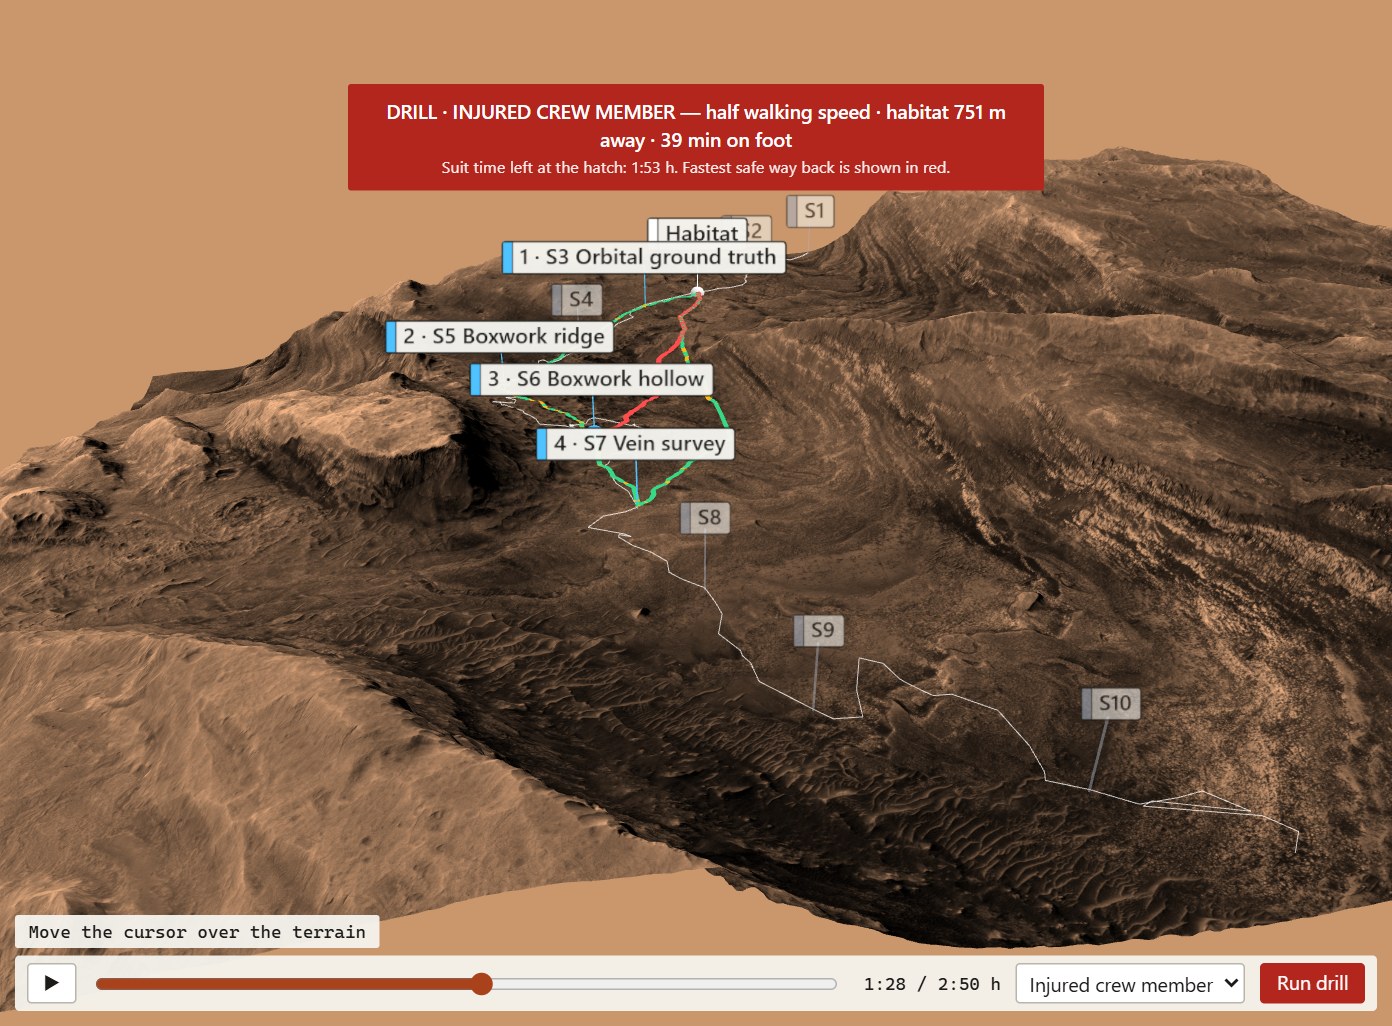 DRILL · INJURED CREW MEMBER — half walking speed · habitat 751 m
away · 39 min on foot
Suit time left at the hatch: 1:53 h. Fastest safe way back is shown in red.
S1
Habitat
S2
1 · S3 Orbital ground truth
S4
2 · S5 Boxwork ridge
3 · S6 Boxwork hollow
4 · S7 Vein survey
S8
S9
S10
Move the cursor over the terrain
1:28 / 2:50 h
Injured crew member
Run drill